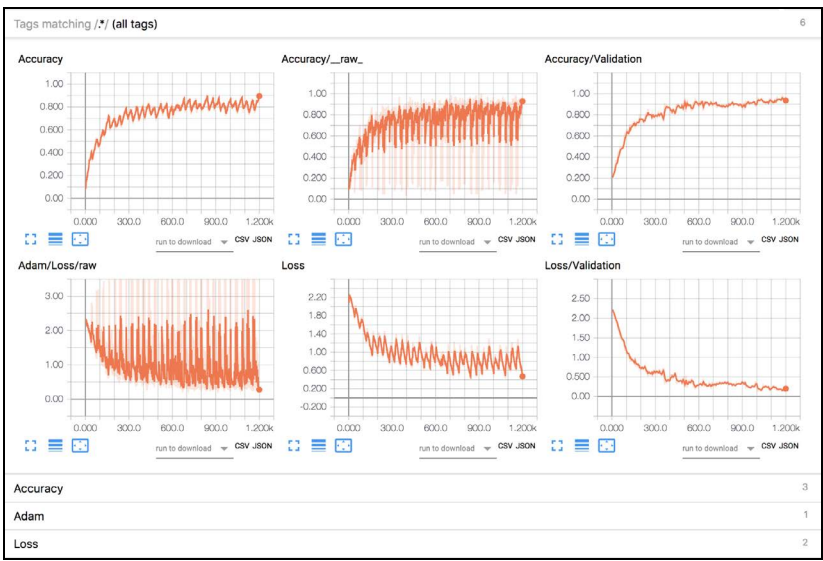 Tags matching /.*/ (all tags) 6
Accuracy
1.00
0.800
0.600
0.400
0.200
0.00
0.000 300.0 600.0 900.0 1.200k
run to download CSV JSON
Accuracy/__raw_
1.00
0.800
0.600
0.400
0.200
0.00
0.000 300.0 600.0 900.0 1.200k
run to download CSV JSON
Accuracy/Validation
1.00
0.800
0.600
0.400
0.200
0.00
0.000 300.0 600.0 900.0 1.200k
run to download CSV JSON
Adam/Loss/raw
3.00
2.00
1.00
0.00
0.000 300.0 600.0 900.0 1.200k
run to download CSV JSON
Loss
2.20
1.80
1.40
1.00
0.600
0.200
-0.200
0.000 300.0 600.0 900.0 1.200k
run to download CSV JSON
Loss/Validation
2.50
2.00
1.50
1.00
0.500
0.00
0.000 300.0 600.0 900.0 1.200k
run to download CSV JSON
Accuracy 3
Adam 1
Loss 2